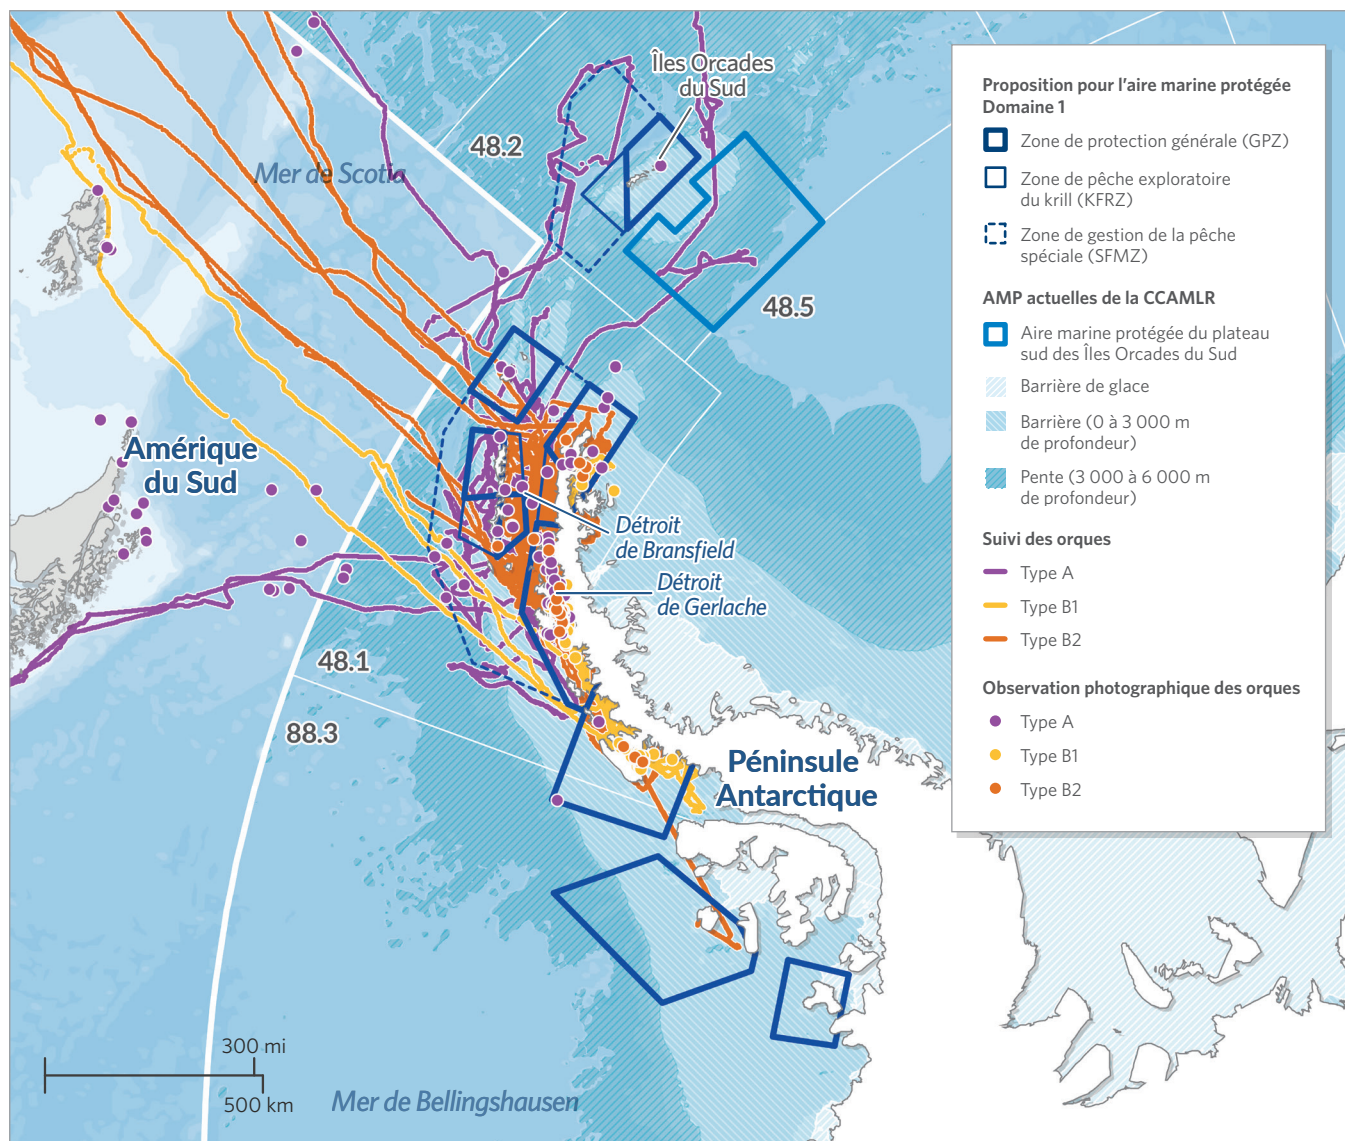 Îles Orcades
du Sud
48.2
Mer de Scotia
48.5
Amérique
du Sud
Détroit
de Bransfield
Détroit
de Gerlache
48.1
88.3
Péninsule
Antarctique
300 mi
500 km
Mer de Bellingshausen
Proposition pour l'aire marine protégée
Domaine 1
Zone de protection générale (GPZ)
Zone de pêche exploratoire
du krill (KFRZ)
Zone de gestion de la pêche
spéciale (SFMZ)
AMP actuelles de la CCAMLR
Aire marine protégée du plateau
sud des Îles Orcades du Sud
Barrière de glace
Barrière (0 à 3 000 m
de profondeur)
Pente (3 000 à 6 000 m
de profondeur)
Suivi des orques
Type A
Type B1
Type B2
Observation photographique des orques
Type A
Type B1
Type B2